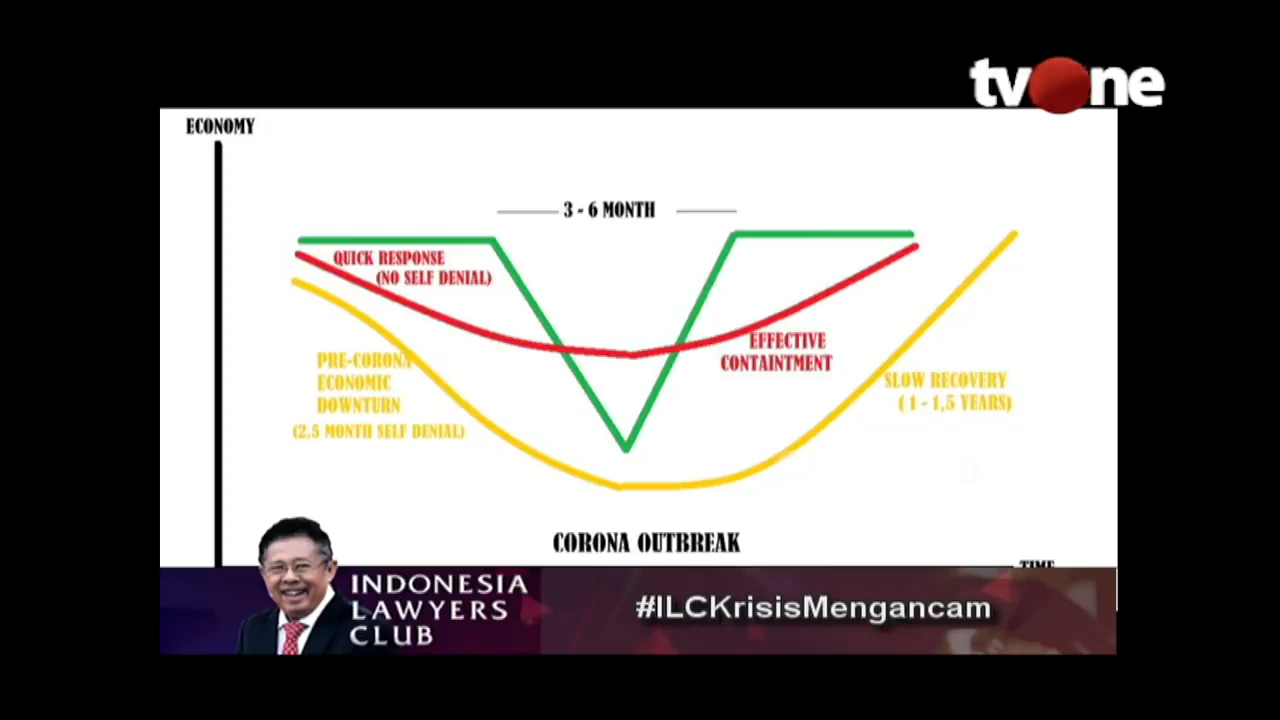 tvOne
ECONOMY
3 - 6 MONTH
QUICK RESPONSE
(NO SELF DENIAL)
EFFECTIVE
CONTAINTMENT
PRE-CORONA
ECONOMIC
DOWNTURN
(2,5 MONTH SELF DENIAL)
SLOW RECOVERY
( 1 - 1,5 YEARS)
CORONA OUTBREAK
TIME
INDONESIA
LAWYERS
CLUB
#ILCKrisisMengancam